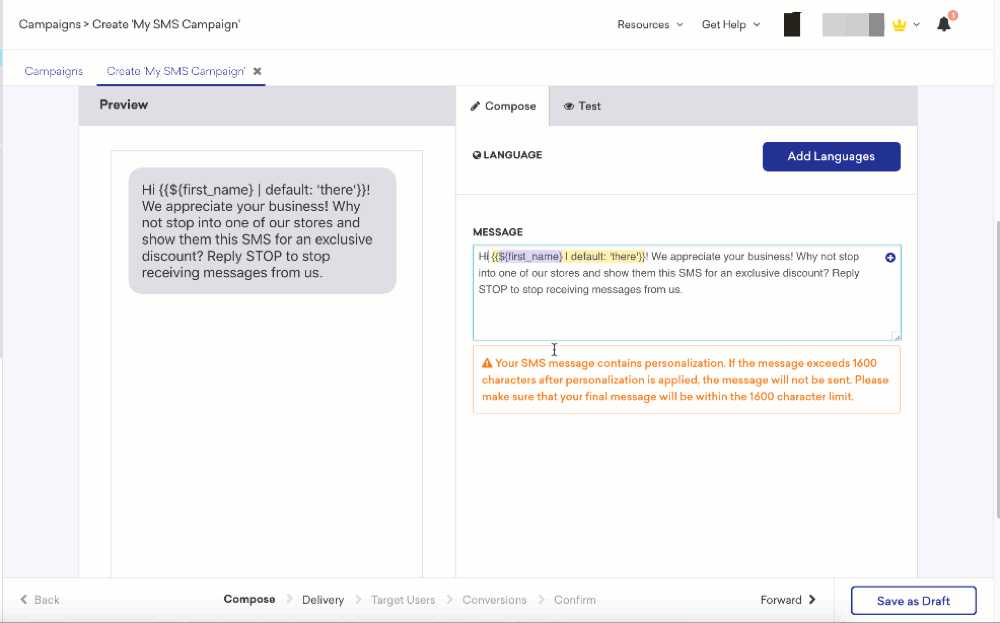 Campaigns > Create 'My SMS Campaign'
Resources
Get Help
1
Campaigns
Create 'My SMS Campaign'
Preview
Compose
Test
LANGUAGE
Add Languages
Hi {{${first_name} | default: 'there'}}!
We appreciate your business! Why
not stop into one of our stores and
show them this SMS for an exclusive
discount? Reply STOP to stop
receiving messages from us.
MESSAGE
Hi {{${first_name} | default: 'there'}}! We appreciate your business! Why not stop
into one of our stores and show them this SMS for an exclusive discount? Reply
STOP to stop receiving messages from us.
Your SMS message contains personalization. If the message exceeds 1600
characters after personalization is applied, the message will not be sent. Please
make sure that your final message will be within the 1600 character limit.
Back
Compose
Delivery
Target Users
Conversions
Confirm
Forward
Save as Draft